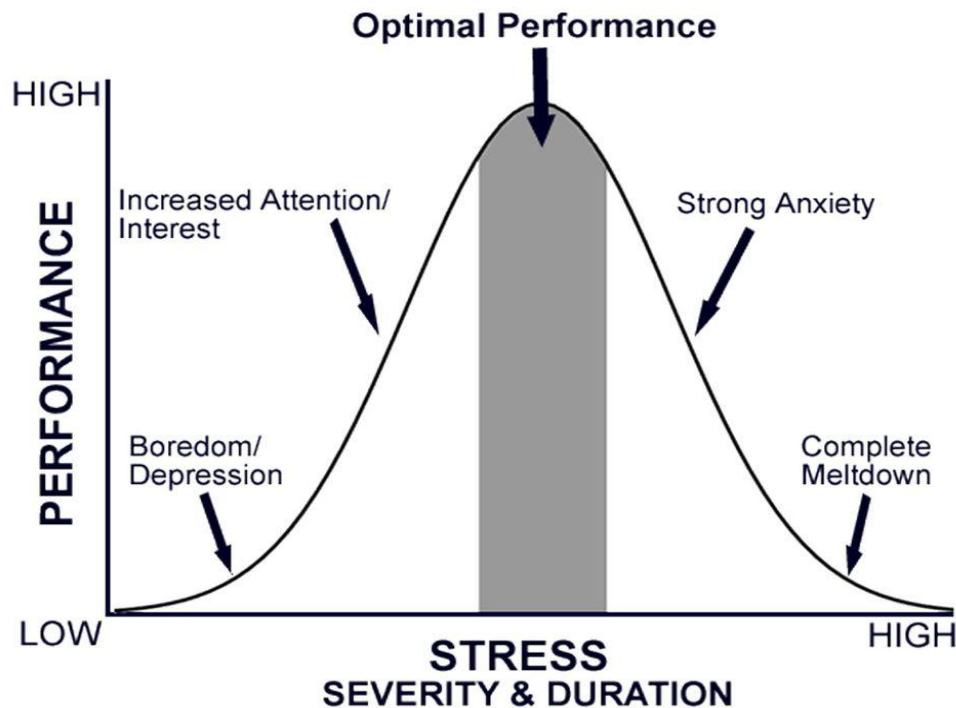 Optimal Performance
HIGH
Increased Attention/
Interest
Strong Anxiety
PERFORMANCE
Boredom/
Depression
Complete
Meltdown
LOW
HIGH
STRESS
SEVERITY & DURATION